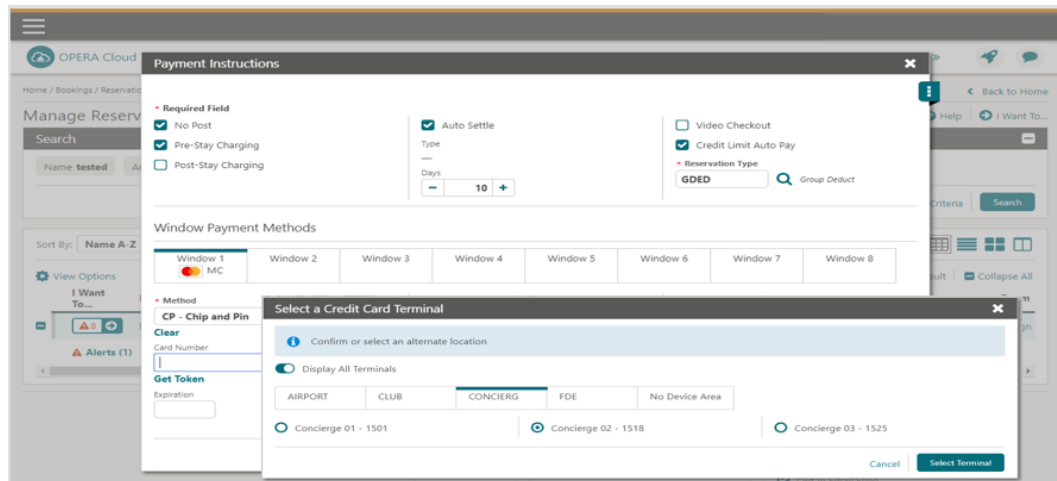 OPERA Cloud
Home / Bookings / Reservatio
Back to Home
Manage Reserv
Help
I Want To...
Search
Name tested
Criteria
Search
Sort By: Name A-Z
View Options
Collapse All
I Want
To...
Alerts (1)
Payment Instructions
* Required Field
No Post
Auto Settle
Video Checkout
Pre-Stay Charging
Type
Credit Limit Auto Pay
Post-Stay Charging
—
* Reservation Type
Days
GDED
Group Deduct
10
Window Payment Methods
Window 1
Window 2
Window 3
Window 4
Window 5
Window 6
Window 7
Window 8
MC
* Method
CP - Chip and Pin
Clear
Card Number
Get Token
Expiration
Select a Credit Card Terminal
Confirm or select an alternate location
Display All Terminals
AIRPORT
CLUB
CONCIERG
FDE
No Device Area
Concierge 01 - 1501
Concierge 02 - 1518
Concierge 03 - 1525
Cancel
Select Terminal